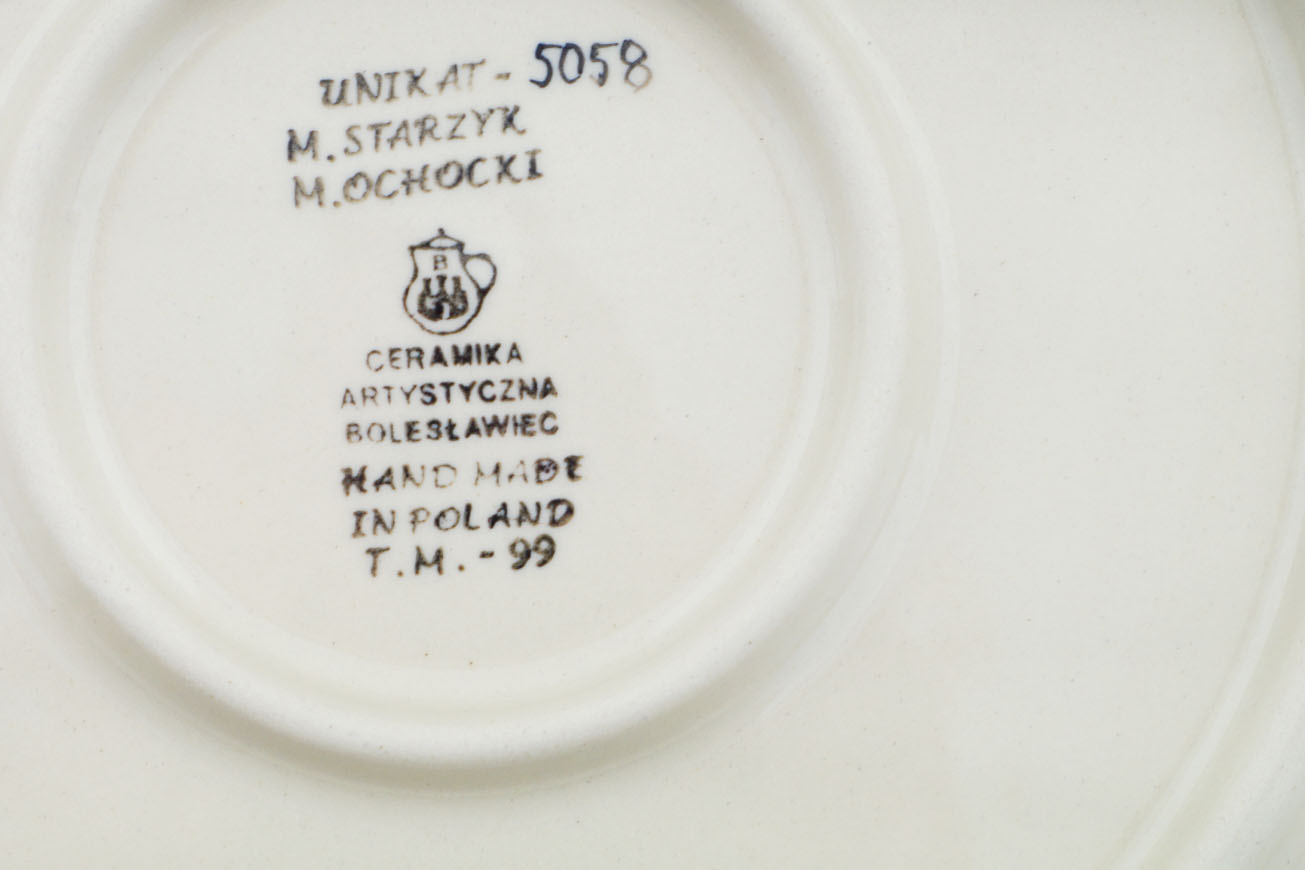 UNIKAT - 5058
M. STARZYK
M. OCHOCKI
B
CERAMIKA
ARTYSTYCZNA
BOLESŁAWIEC
HAND MADE
IN POLAND
T.M. - 99